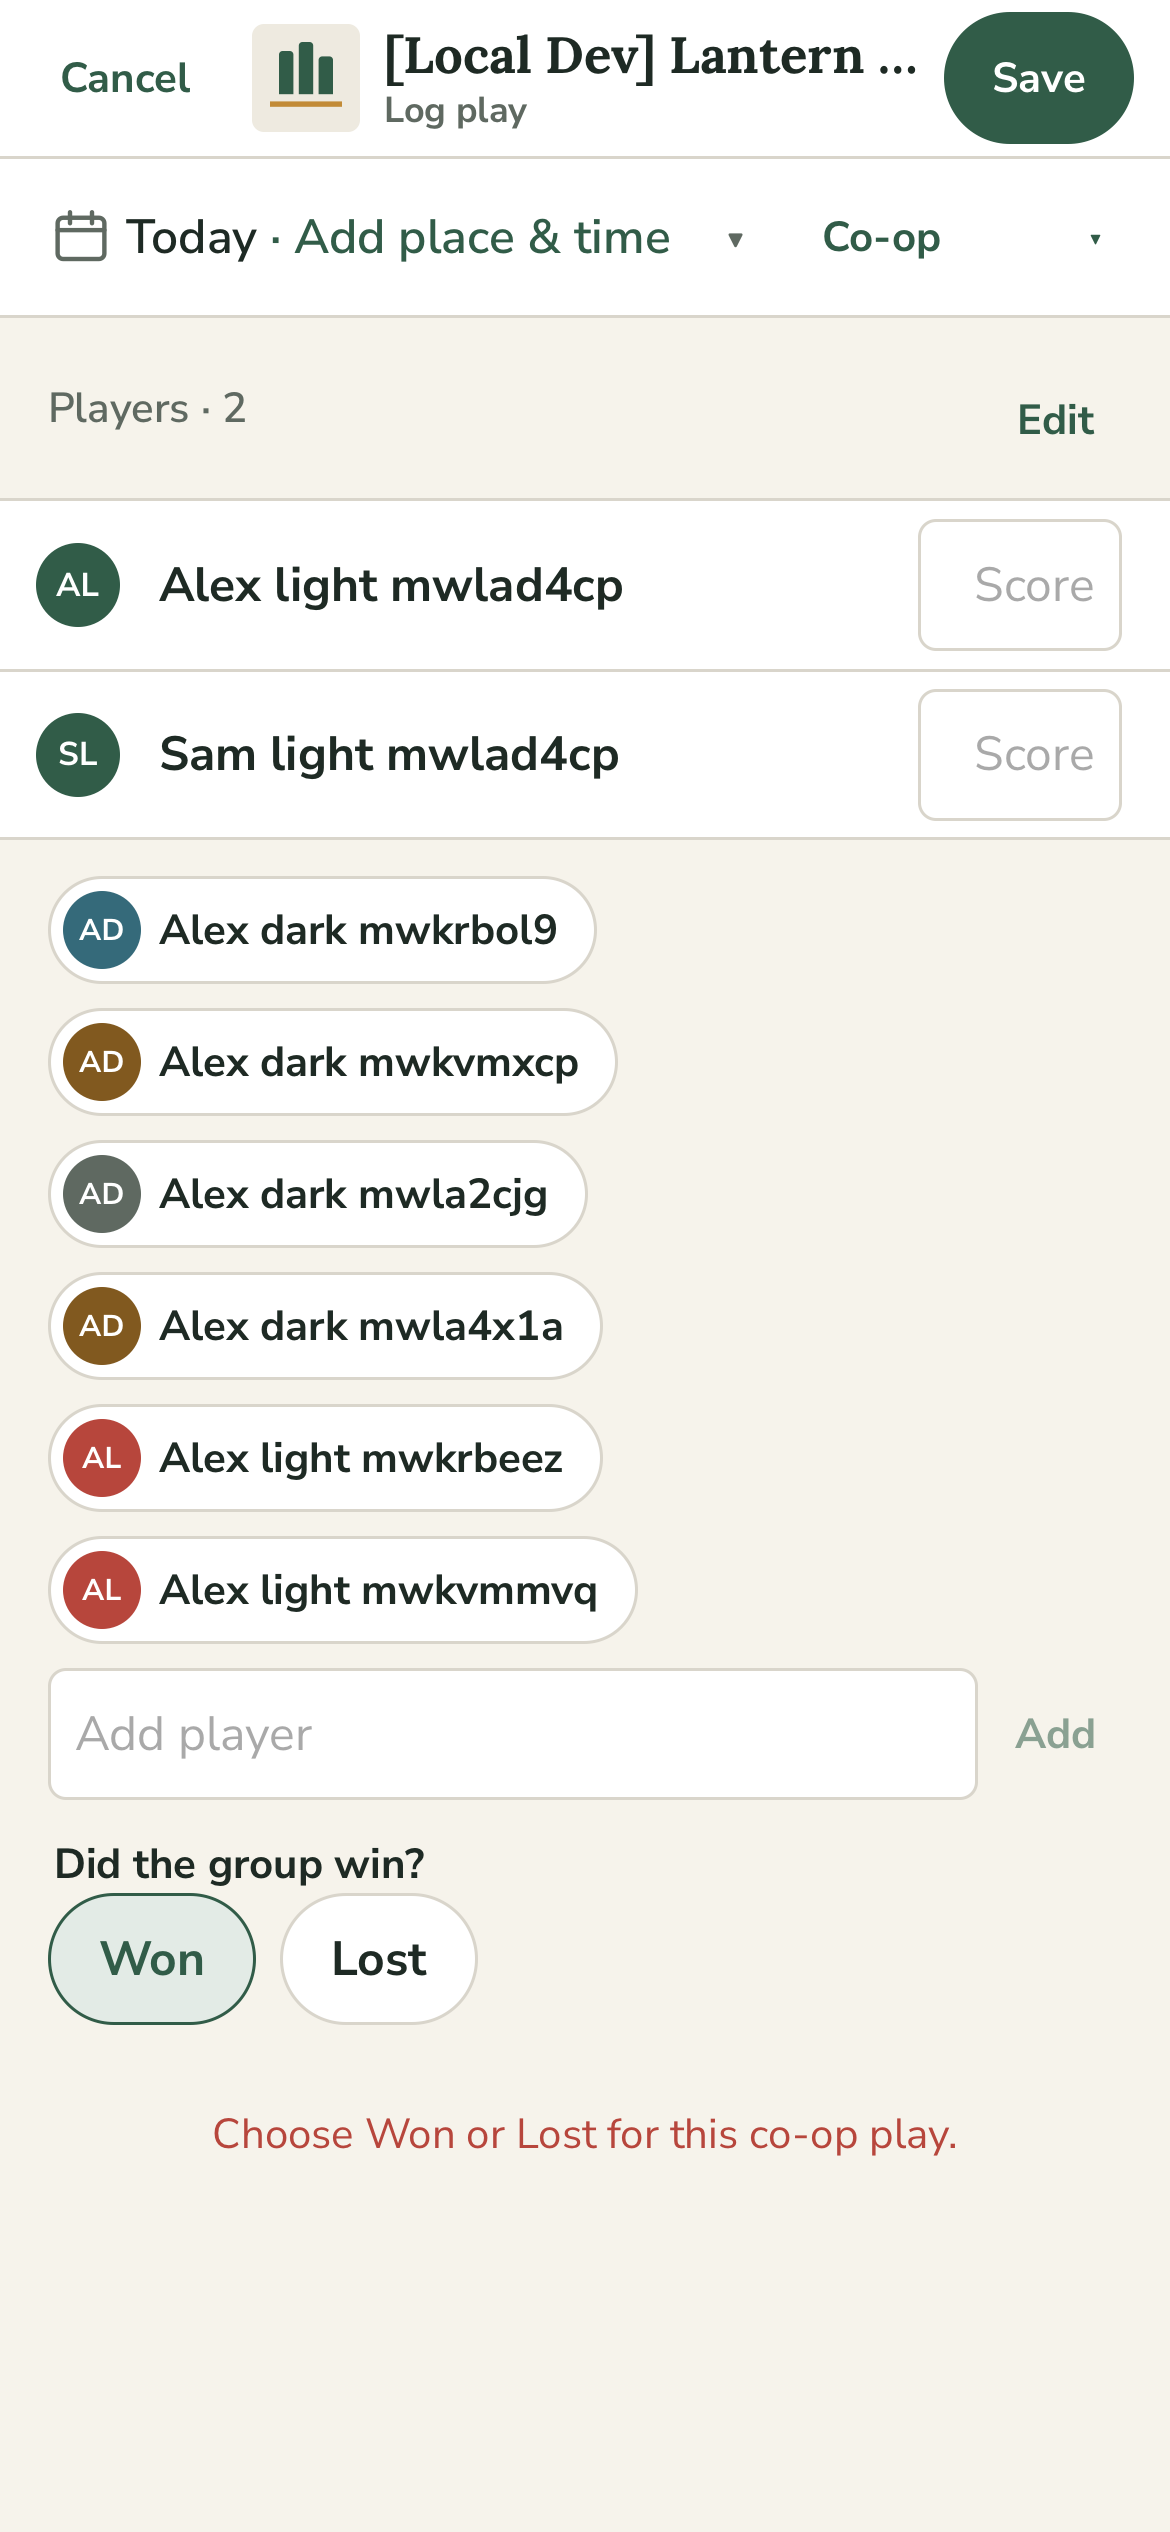 Cancel
[Local Dev] Lantern ...
Log play
Save
Today · Add place & time
Co-op
Players · 2
Edit
AL
Alex light mwlad4cp
Score
SL
Sam light mwlad4cp
Score
AD
Alex dark mwkrbol9
AD
Alex dark mwkvmxcp
AD
Alex dark mwla2cjg
AD
Alex dark mwla4x1a
AL
Alex light mwkrbeez
AL
Alex light mwkvmmvq
Add player
Add
Did the group win?
Won
Lost
Choose Won or Lost for this co-op play.